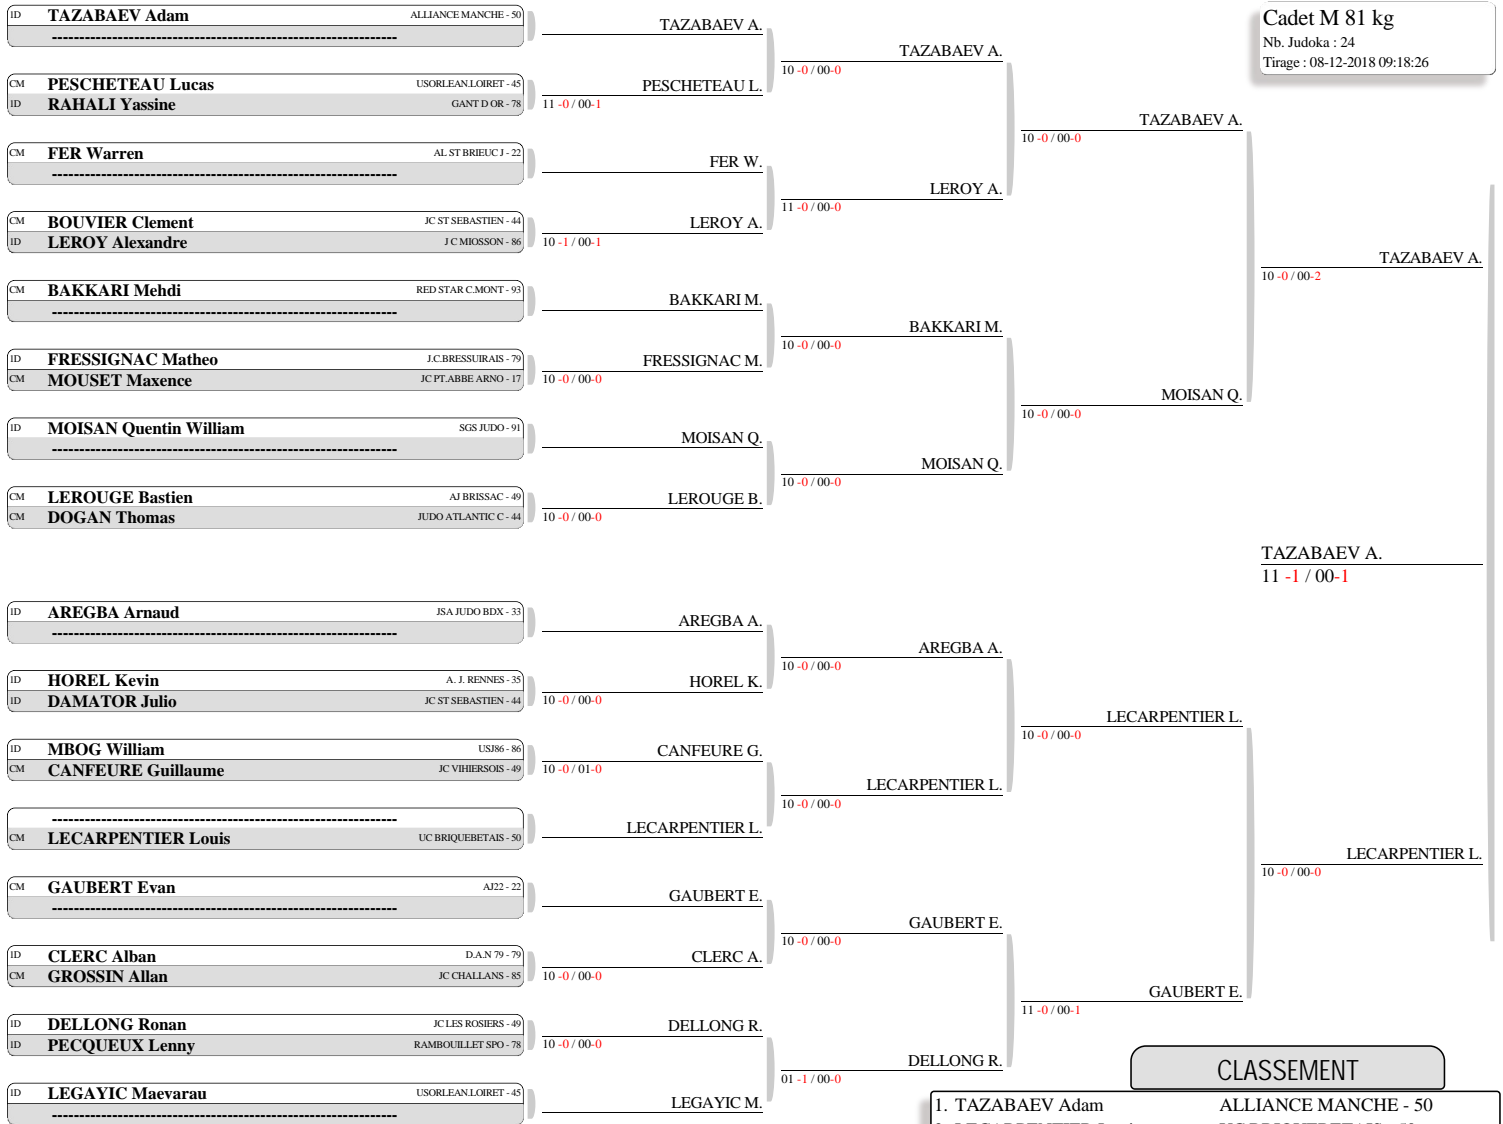 Cadet M 81 kg
Nb. Judoka : 24
Tirage : 08-12-2018 09:18:26
1D TAZABAEV Adam ALLIANCE MANCHE - 50
------------------------------------------------------------
CM PESCHETEAU Lucas USORLEAN.LOIRET - 45
1D RAHALI Yassine GANT D OR - 78
CM FER Warren AL ST BRIEUC J - 22
------------------------------------------------------------
CM BOUVIER Clement JC ST SEBASTIEN - 44
1D LEROY Alexandre J C MIOSSON - 86
CM BAKKARI Mehdi RED STAR C.MONT - 93
------------------------------------------------------------
1D FRESSIGNAC Matheo J.C.BRESSUIRAIS - 79
CM MOUSET Maxence JC PT.ABBE ARNO - 17
1D MOISAN Quentin William SGS JUDO - 91
------------------------------------------------------------
CM LEROUGE Bastien AJ BRISSAC - 49
CM DOGAN Thomas JUDO ATLANTIC C - 44
1D AREGBA Arnaud JSA JUDO BDX - 33
------------------------------------------------------------
1D HOREL Kevin A. J. RENNES - 35
1D DAMATOR Julio JC ST SEBASTIEN - 44
1D MBOG William USJ86 - 86
CM CANFEURE Guillaume JC VIHIERSOIS - 49
------------------------------------------------------------
CM LECARPENTIER Louis UC BRIQUEBETAIS - 50
CM GAUBERT Evan AJ22 - 22
------------------------------------------------------------
1D CLERC Alban D.A.N 79 - 79
CM GROSSIN Allan JC CHALLANS - 85
1D DELLONG Ronan JC LES ROSIERS - 49
1D PECQUEUX Lenny RAMBOUILLET SPO - 78
1D LEGAYIC Maevarau USORLEAN.LOIRET - 45
------------------------------------------------------------
TAZABAEV A.
PESCHETEAU L.
11 -0 / 00-1
FER W.
LEROY A.
10 -1 / 00-1
BAKKARI M.
FRESSIGNAC M.
10 -0 / 00-0
MOISAN Q.
LEROUGE B.
10 -0 / 00-0
AREGBA A.
HOREL K.
10 -0 / 00-0
CANFEURE G.
10 -0 / 01-0
LECARPENTIER L.
GAUBERT E.
CLERC A.
10 -0 / 00-0
DELLONG R.
10 -0 / 00-0
LEGAYIC M.
TAZABAEV A.
10 -0 / 00-0
LEROY A.
11 -0 / 00-0
BAKKARI M.
10 -0 / 00-0
MOISAN Q.
10 -0 / 00-0
AREGBA A.
10 -0 / 00-0
LECARPENTIER L.
10 -0 / 00-0
GAUBERT E.
10 -0 / 00-0
DELLONG R.
01 -1 / 00-0
TAZABAEV A.
10 -0 / 00-0
MOISAN Q.
10 -0 / 00-0
LECARPENTIER L.
10 -0 / 00-0
GAUBERT E.
11 -0 / 00-1
TAZABAEV A.
10 -0 / 00-2
LECARPENTIER L.
10 -0 / 00-0
TAZABAEV A.
11 -1 / 00-1
CLASSEMENT
1. TAZABAEV Adam ALLIANCE MANCHE - 50